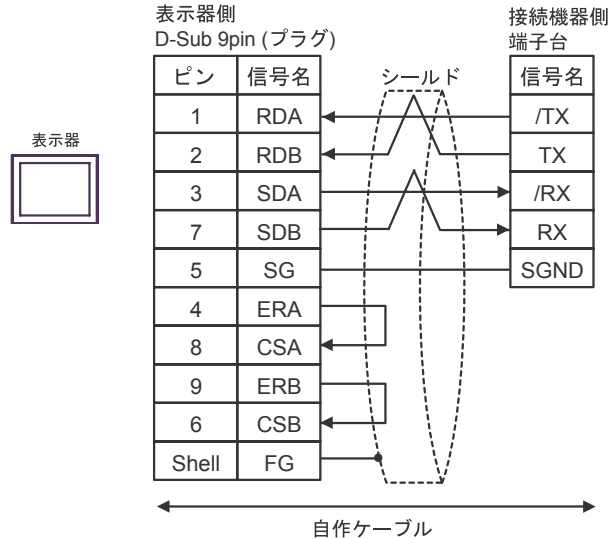 表示器側
D-Sub 9pin (プラグ)
接続機器側
端子台
ピン 信号名 シールド 信号名
1 RDA /TX
2 RDB TX
表示器
3 SDA /RX
7 SDB RX
5 SG SGND
4 ERA
8 CSA
9 ERB
6 CSB
Shell FG
自作ケーブル